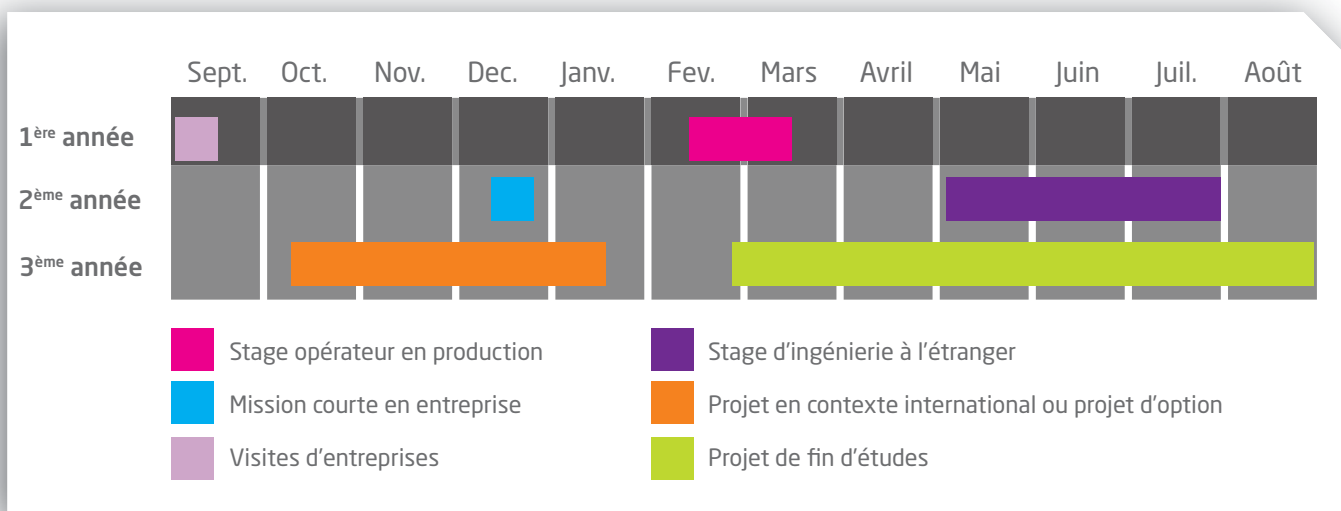 Sept. Oct. Nov. Dec. Janv. Fev. Mars Avril Mai Juin Juil. Août
1ère année
2ème année
3ème année
Stage opérateur en production
Mission courte en entreprise
Visites d'entreprises
Stage d'ingénierie à l'étranger
Projet en contexte international ou projet d'option
Projet de fin d'études